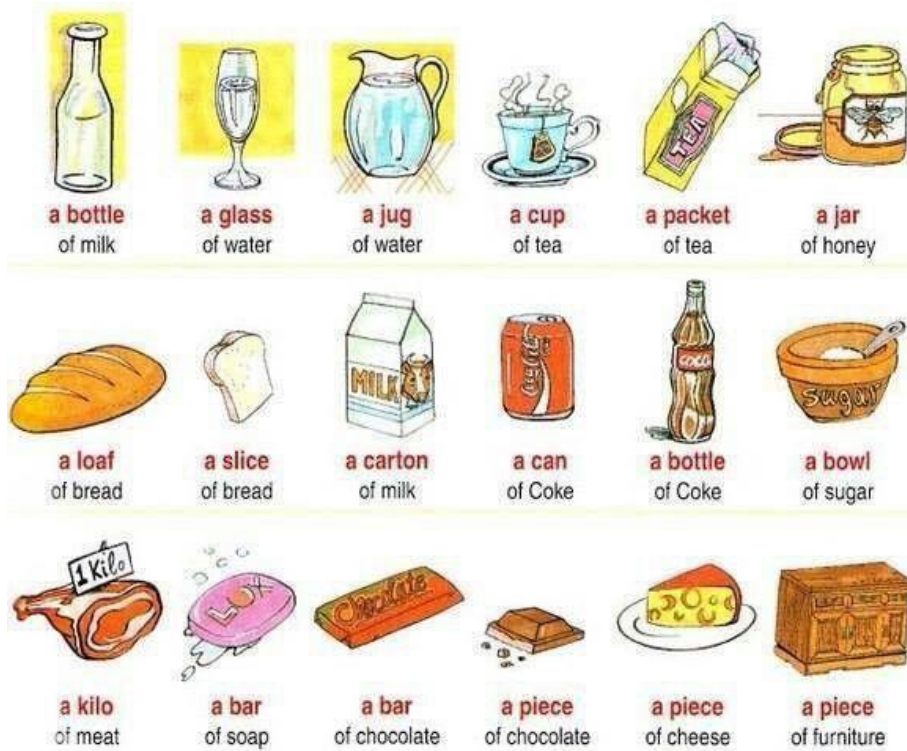 TEA
a bottle
of milk
a glass
of water
a jug
of water
a cup
of tea
a packet
of tea
a jar
of honey
MILK
COCA
sugar
a loaf
of bread
a slice
of bread
a carton
of milk
a can
of Coke
a bottle
of Coke
a bowl
of sugar
1 Kilo
LUX
Chocolate
a kilo
of meat
a bar
of soap
a bar
of chocolate
a piece
of chocolate
a piece
of cheese
a piece
of furniture